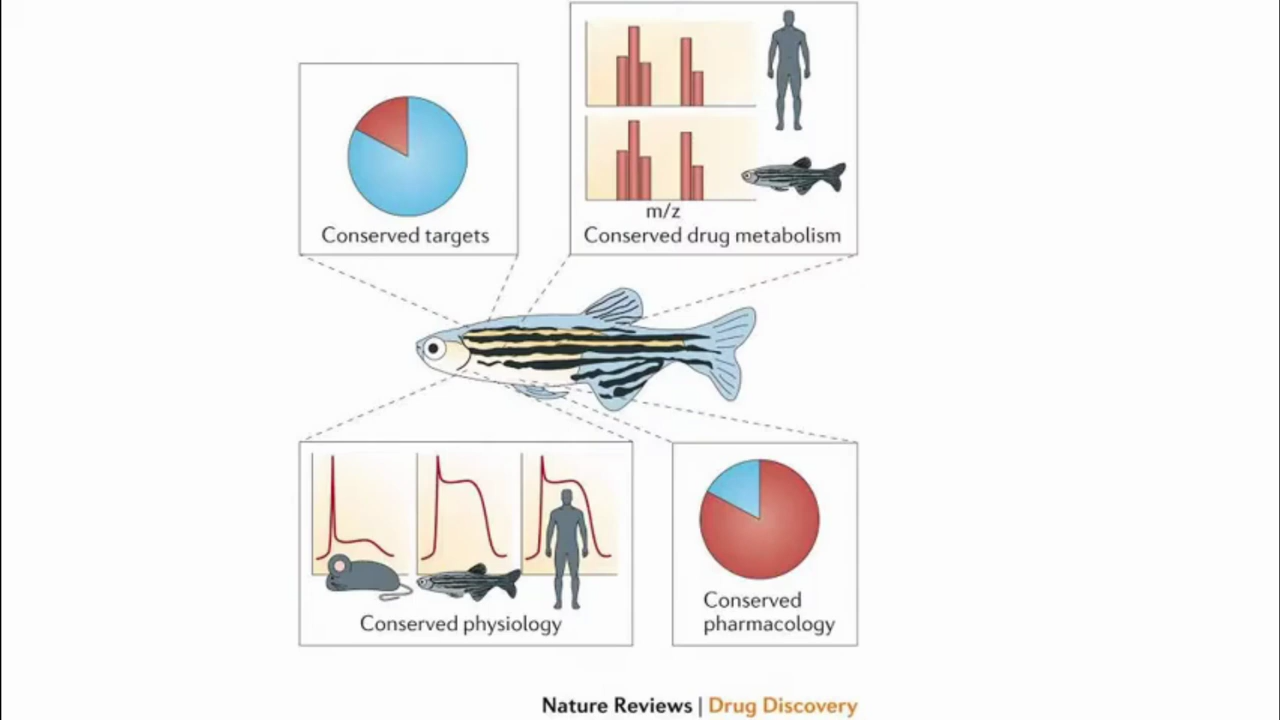 Conserved targets
m/z
Conserved drug metabolism
Conserved physiology
Conserved
pharmacology
Nature Reviews | Drug Discovery